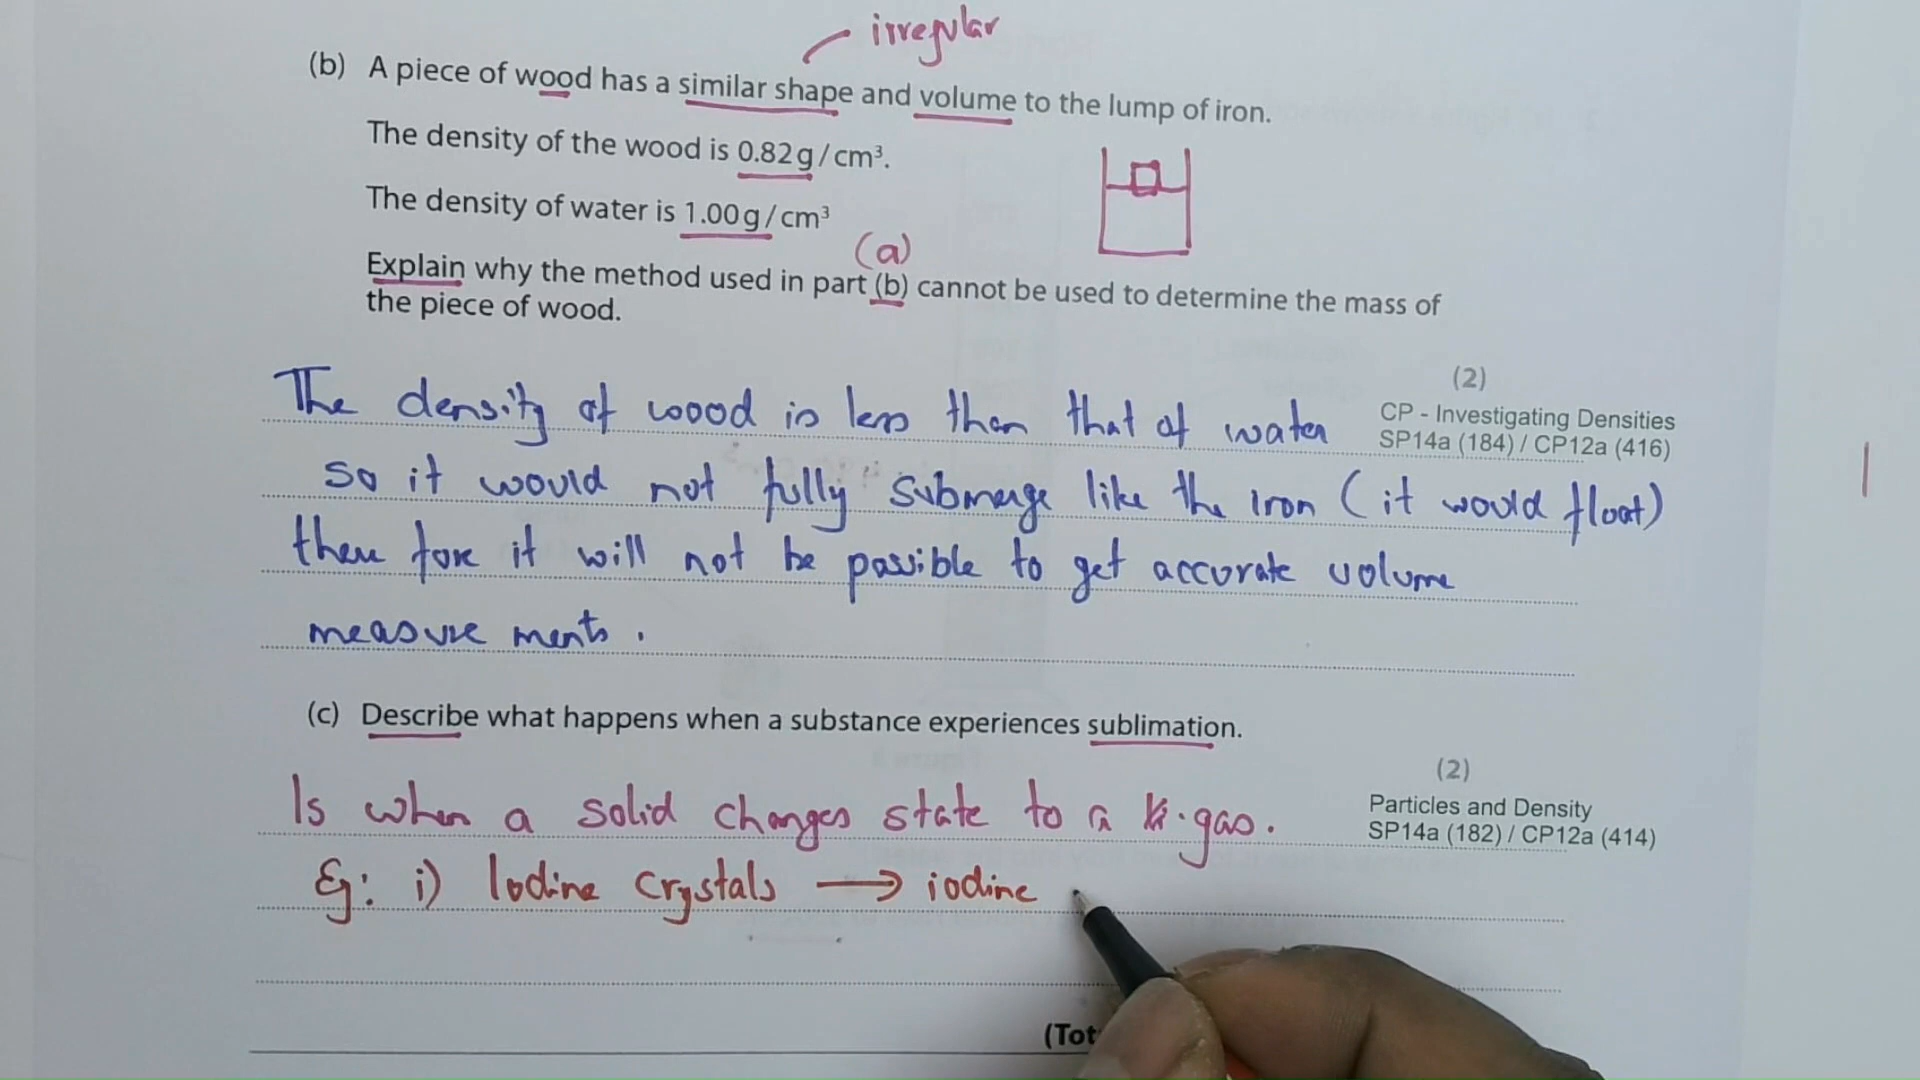 irregular
(b) A piece of wood has a similar shape and volume to the lump of iron.
The density of the wood is 0.82 g/cm³.
The density of water is 1.00 g/cm³
(a)
Explain why the method used in part (b) cannot be used to determine the mass of
the piece of wood.
(2)
The density of wood is less than that of water
CP - Investigating Densities
SP14a (184) / CP12a (416)
so it would not fully submerge like the iron (it would float)
there fore it will not be possible to get accurate volume
measure ments.
(c) Describe what happens when a substance experiences sublimation.
(2)
Is when a solid changes state to a gas.
Particles and Density
SP14a (182) / CP12a (414)
Eg: i) Iodine crystals → iodine
(Tot